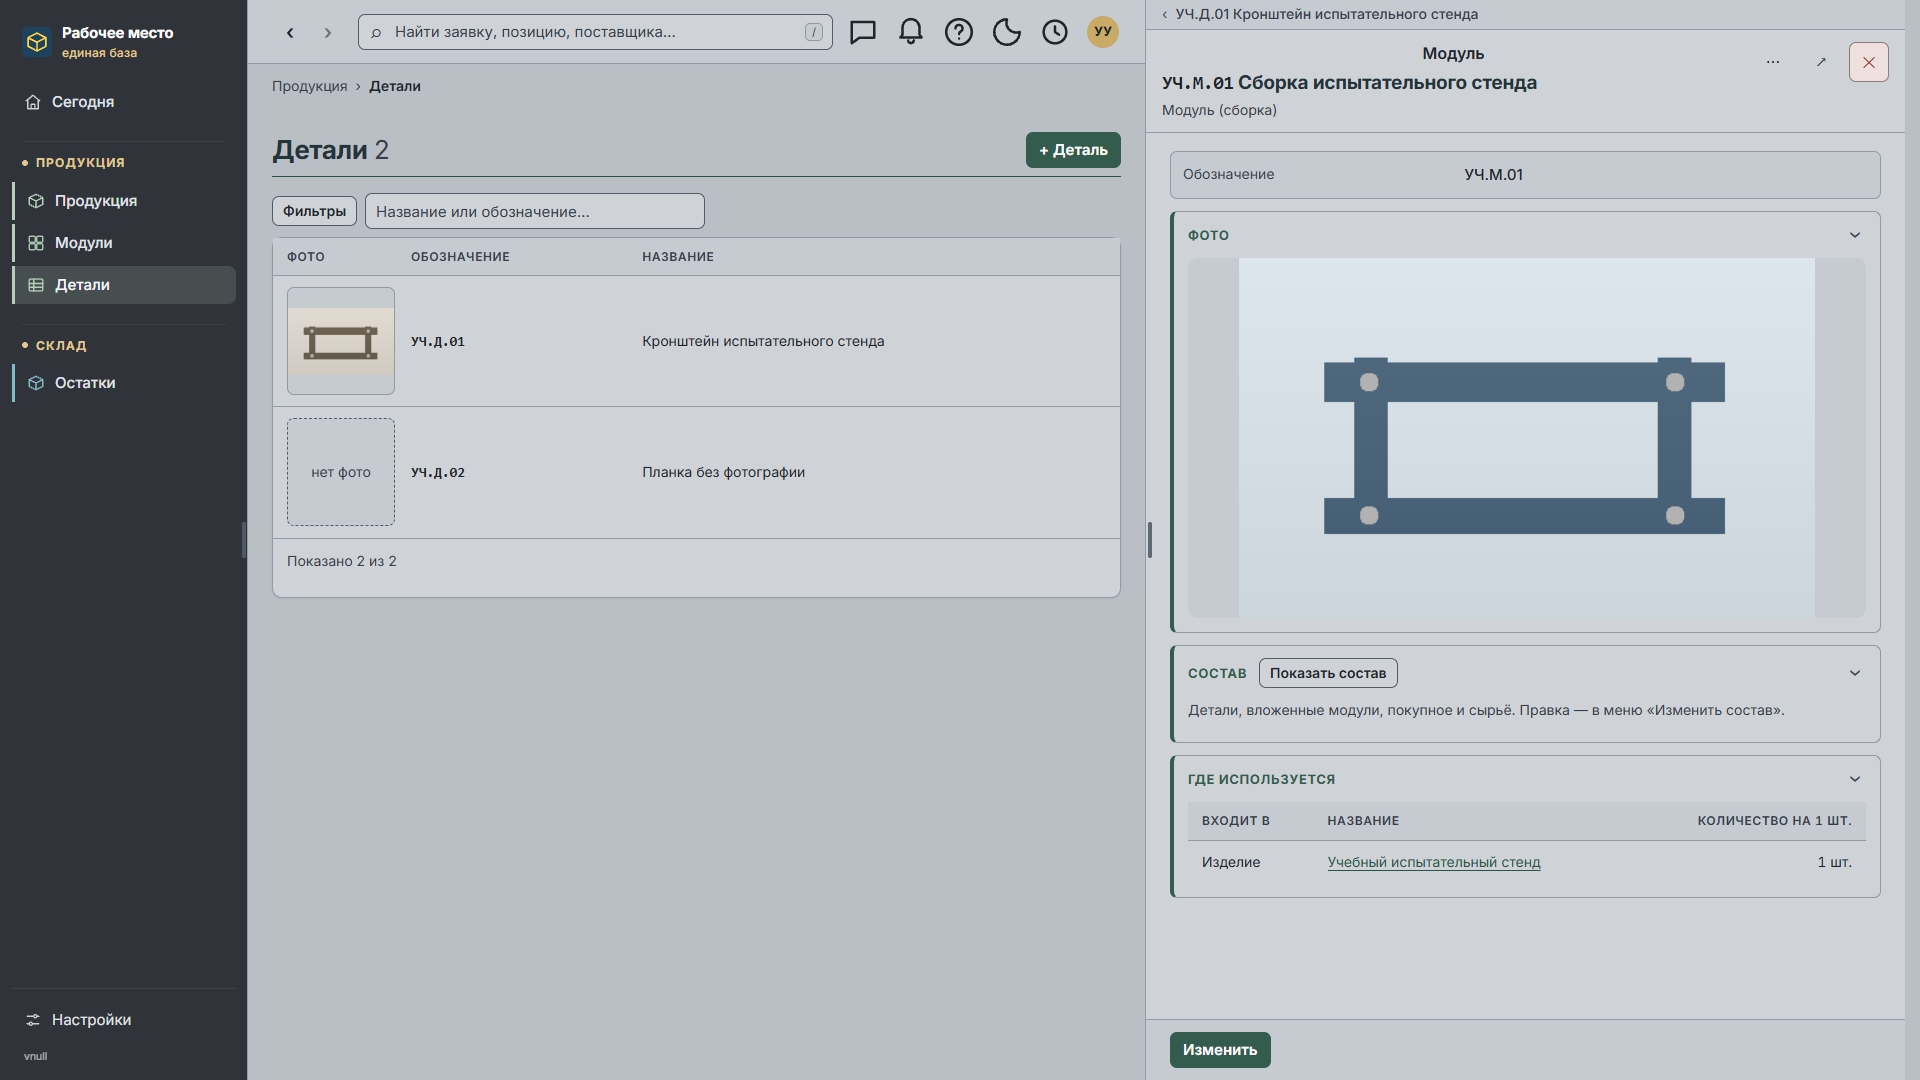 Рабочее место
единая база
Сегодня
ПРОДУКЦИЯ
Продукция
Модули
Детали
СКЛАД
Остатки
Настройки
vnull
Найти заявку, позицию, поставщика...
/
УУ
Продукция › Детали
Детали 2
+ Деталь
Фильтры
Название или обозначение...
ФОТО ОБОЗНАЧЕНИЕ НАЗВАНИЕ
УЧ.Д.01 Кронштейн испытательного стенда
нет фото УЧ.Д.02 Планка без фотографии
Показано 2 из 2
‹ УЧ.Д.01 Кронштейн испытательного стенда
Модуль
УЧ.М.01 Сборка испытательного стенда
Модуль (сборка)
Обозначение УЧ.М.01
ФОТО
СОСТАВ Показать состав
Детали, вложенные модули, покупное и сырьё. Правка — в меню «Изменить состав».
ГДЕ ИСПОЛЬЗУЕТСЯ
ВХОДИТ В НАЗВАНИЕ КОЛИЧЕСТВО НА 1 ШТ.
Изделие Учебный испытательный стенд 1 шт.
Изменить